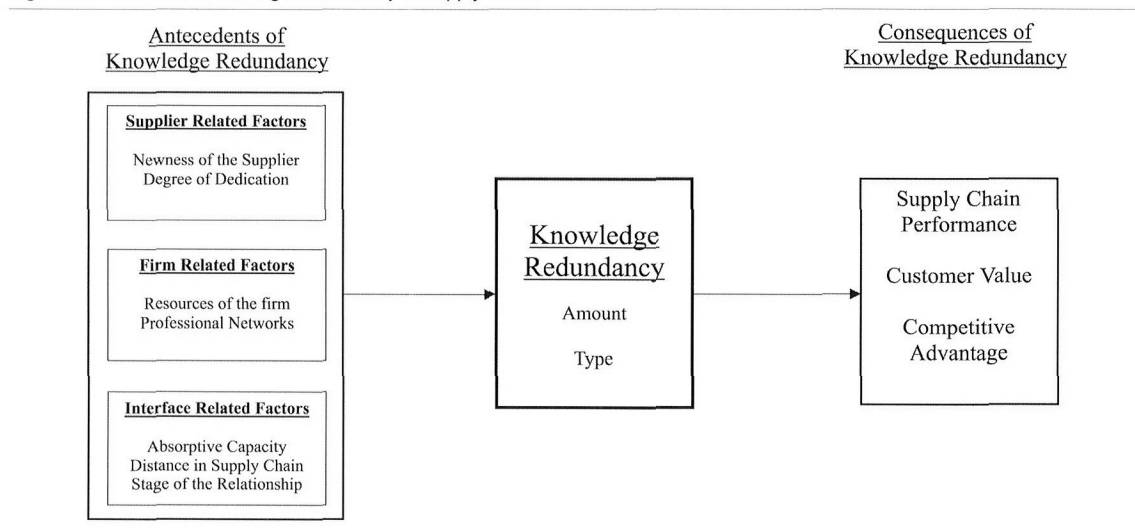 Antecedents of
Knowledge Redundancy
Consequences of
Knowledge Redundancy
Supplier Related Factors
Newness of the Supplier
Degree of Dedication
Firm Related Factors
Resources of the firm
Professional Networks
Interface Related Factors
Absorptive Capacity
Distance in Supply Chain
Stage of the Relationship
Knowledge
Redundancy
Amount
Type
Supply Chain
Performance
Customer Value
Competitive
Advantage